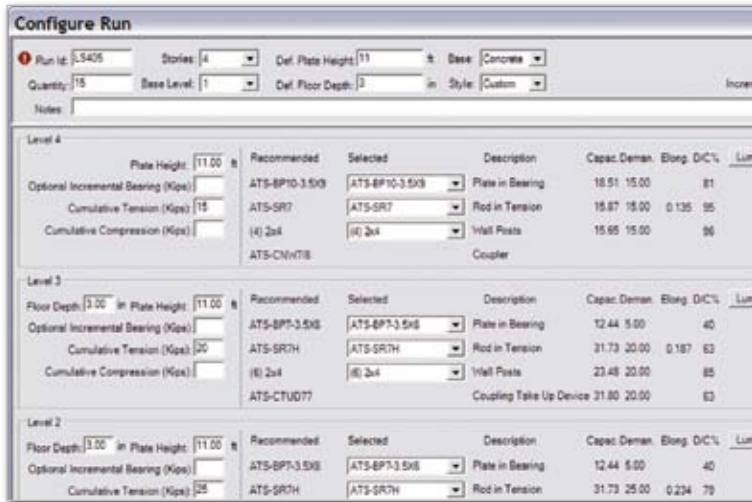 Configure Run
Run Id: LS405 Stories: 4 Def. Plate Height: 11 ft Base: Concrete
Quantity: 15 Base Level: 1 Def. Floor Depth: 3 in Style: Custom Increm
Notes:
Level 4
Plate Height: 11.00 ft Recommended Selected Description Capac. Deman. Elong. D/C% Lum
Optional Incremental Bearing (Kips): ATS-BP10-3.5X9 ATS-BP10-3.5X9 Plate in Bearing 18.51 15.00 81
Cumulative Tension (Kips): 15 ATS-SR7 ATS-SR7 Rod in Tension 15.87 15.00 0.135 95
Cumulative Compression (Kips): (4) 2x4 (4) 2x4 Wall Posts 15.65 15.00 96
Coupler
Level 3
Floor Depth: 3.00 in Plate Height: 11.00 ft Recommended Selected Description Capac. Deman. Elong. D/C% Lum
Optional Incremental Bearing (Kips): ATS-BP7-3.5X6 ATS-BP7-3.5X6 Plate in Bearing 12.44 5.00 40
Cumulative Tension (Kips): 20 ATS-SR7H ATS-SR7H Rod in Tension 31.73 20.00 0.187 63
Cumulative Compression (Kips): (6) 2x4 (6) 2x4 Wall Posts 23.48 20.00 85
ATS-CTUD77 Coupling Take Up Device 31.80 20.00 63
Level 2
Floor Depth: 3.00 in Plate Height: 11.00 ft Recommended Selected Description Capac. Deman. Elong. D/C% Lum
Optional Incremental Bearing (Kips): ATS-BP7-3.5X6 ATS-BP7-3.5X6 Plate in Bearing 12.44 5.00 40
Cumulative Tension (Kips): 25 ATS-SR7H ATS-SR7H Rod in Tension 31.73 25.00 0.234 79